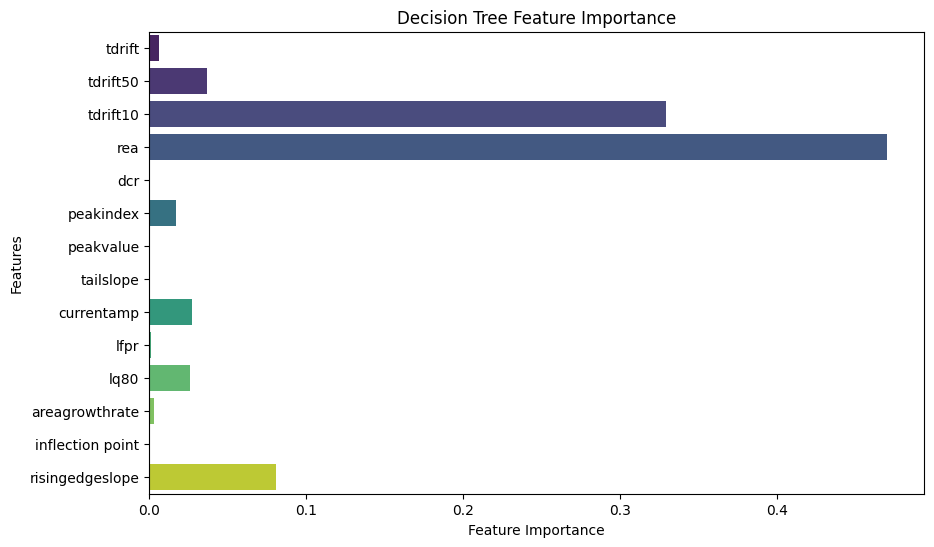 Decision Tree Feature Importance
Features
tdrift
tdrift50
tdrift10
rea
dcr
peakindex
peakvalue
tailslope
currentamp
lfpr
lq80
areagrowthrate
inflection point
risingedgeslope
0.0 0.1 0.2 0.3 0.4
Feature Importance